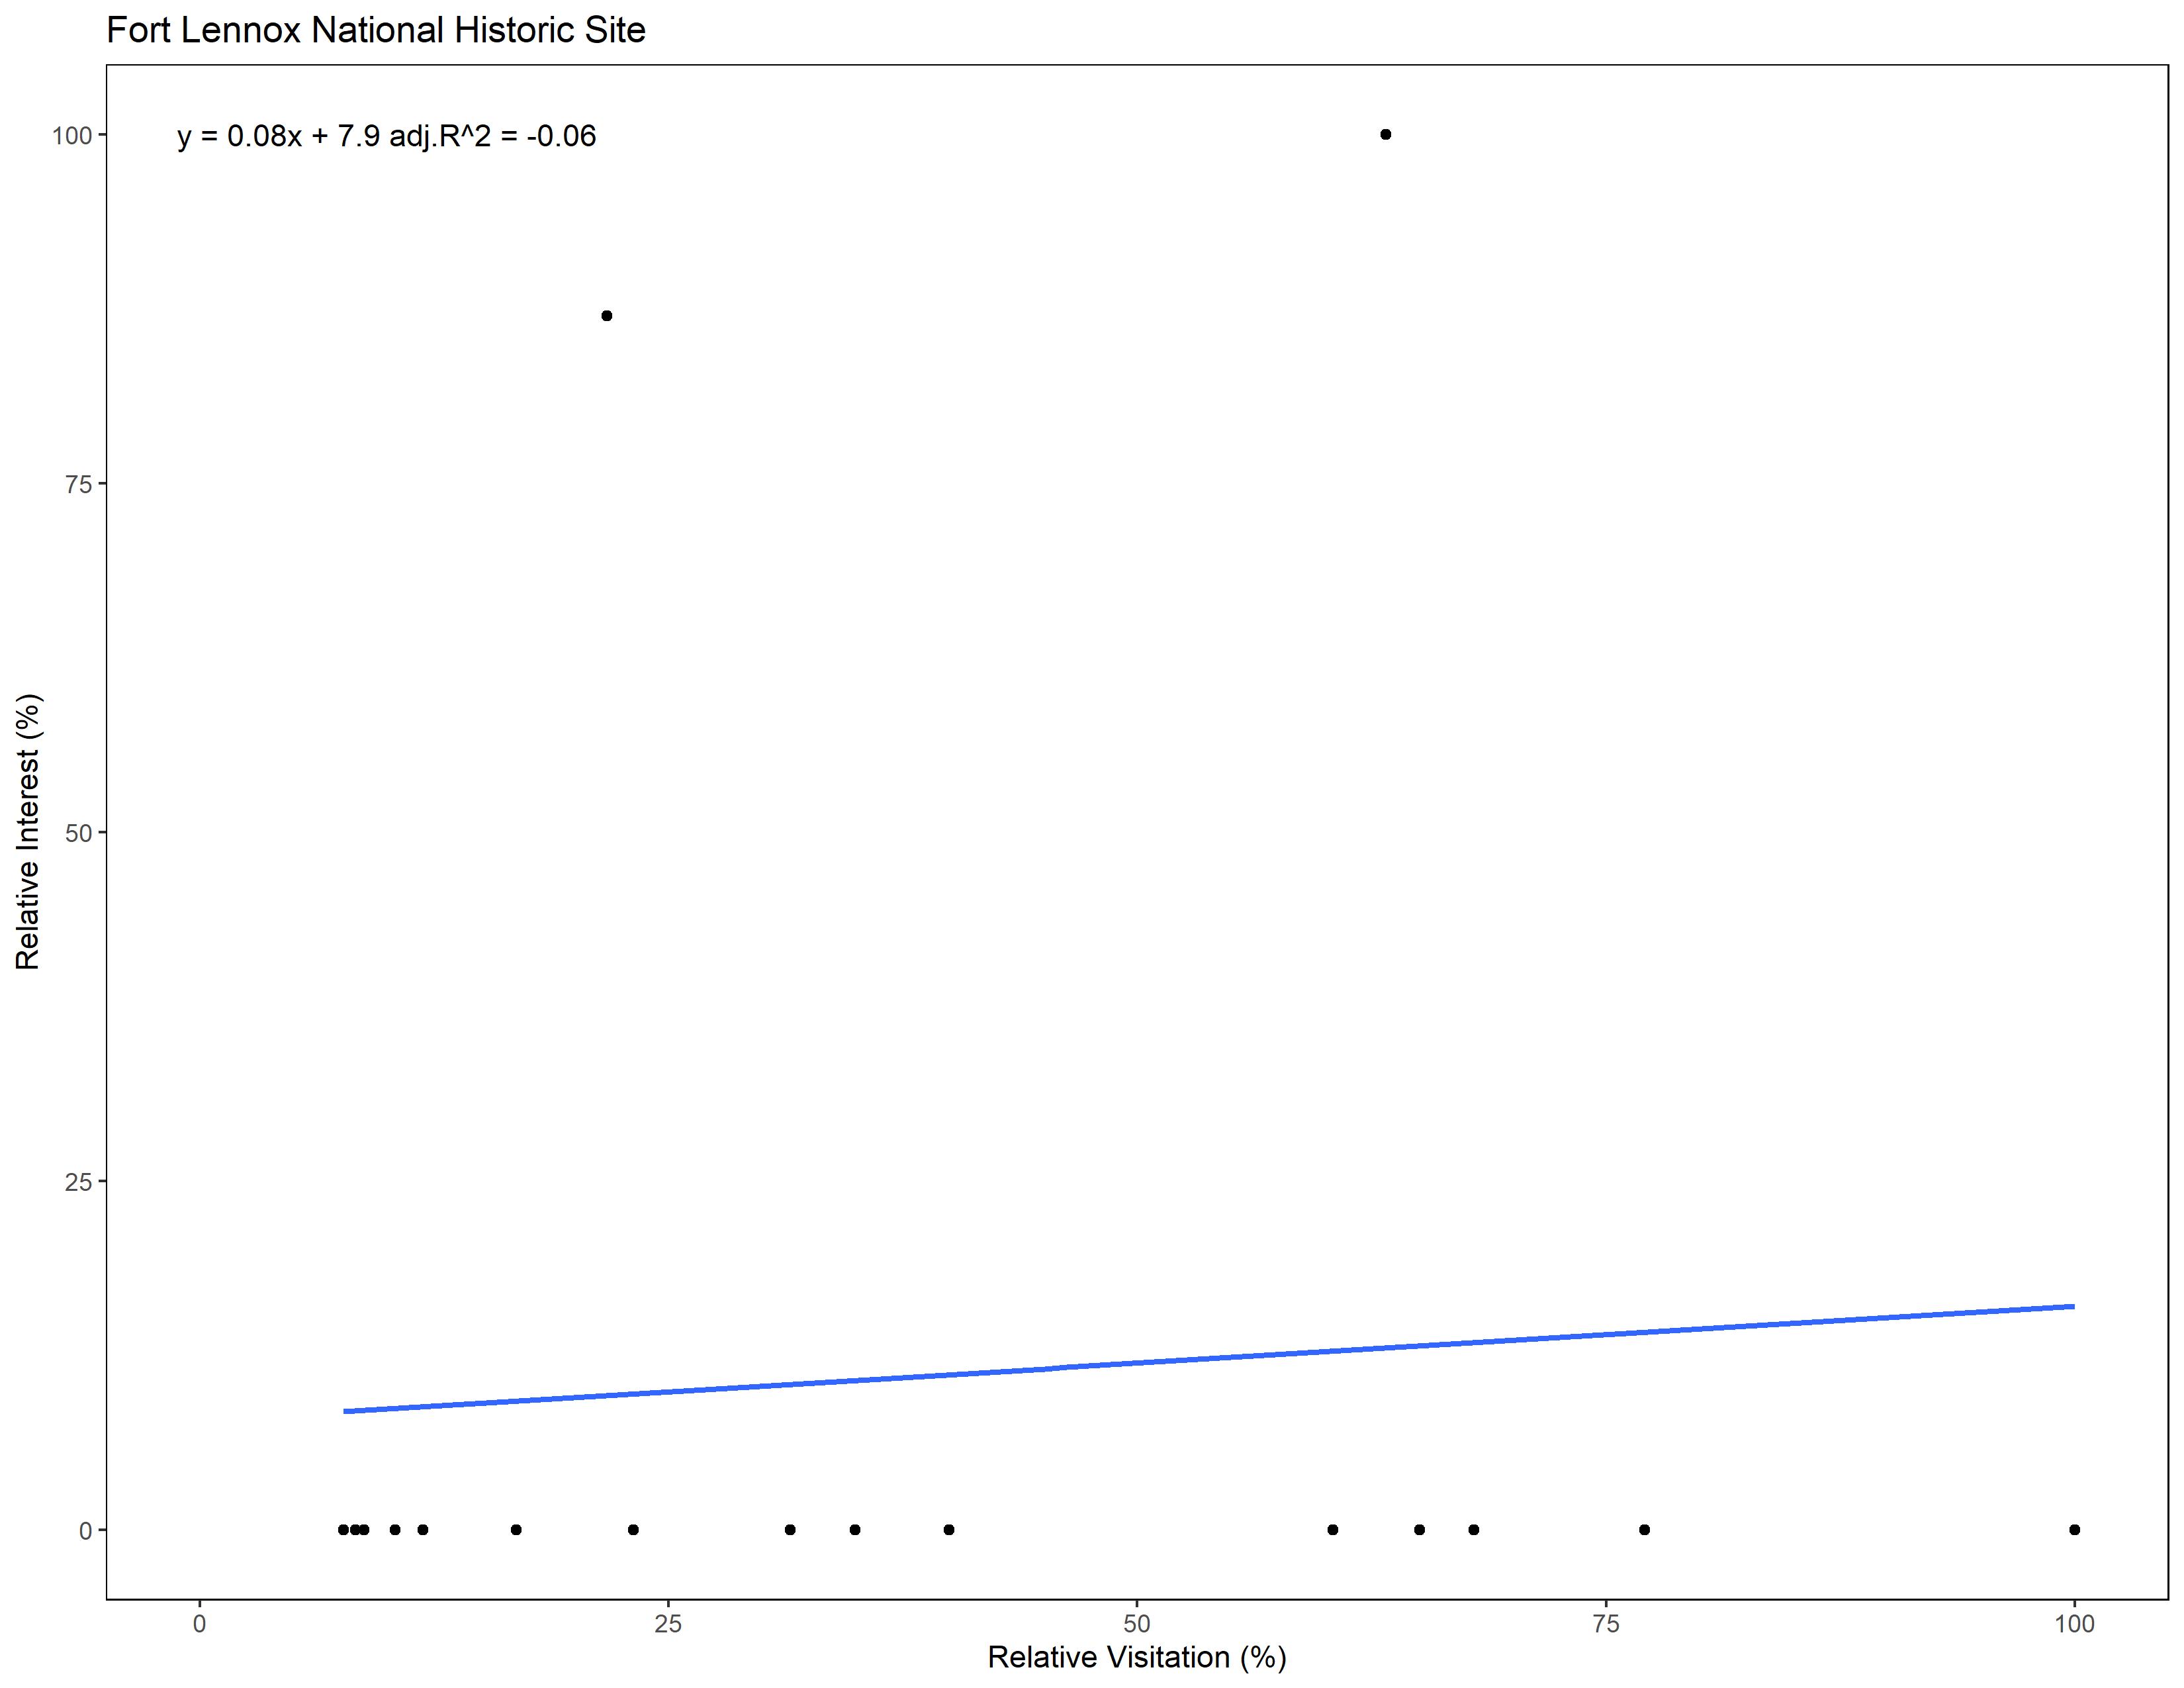 Fort Lennox National Historic Site
y = 0.08x + 7.9 adj.R^2 = -0.06
100
75
50
25
0
Relative Interest (%)
0 25 50 75 100
Relative Visitation (%)